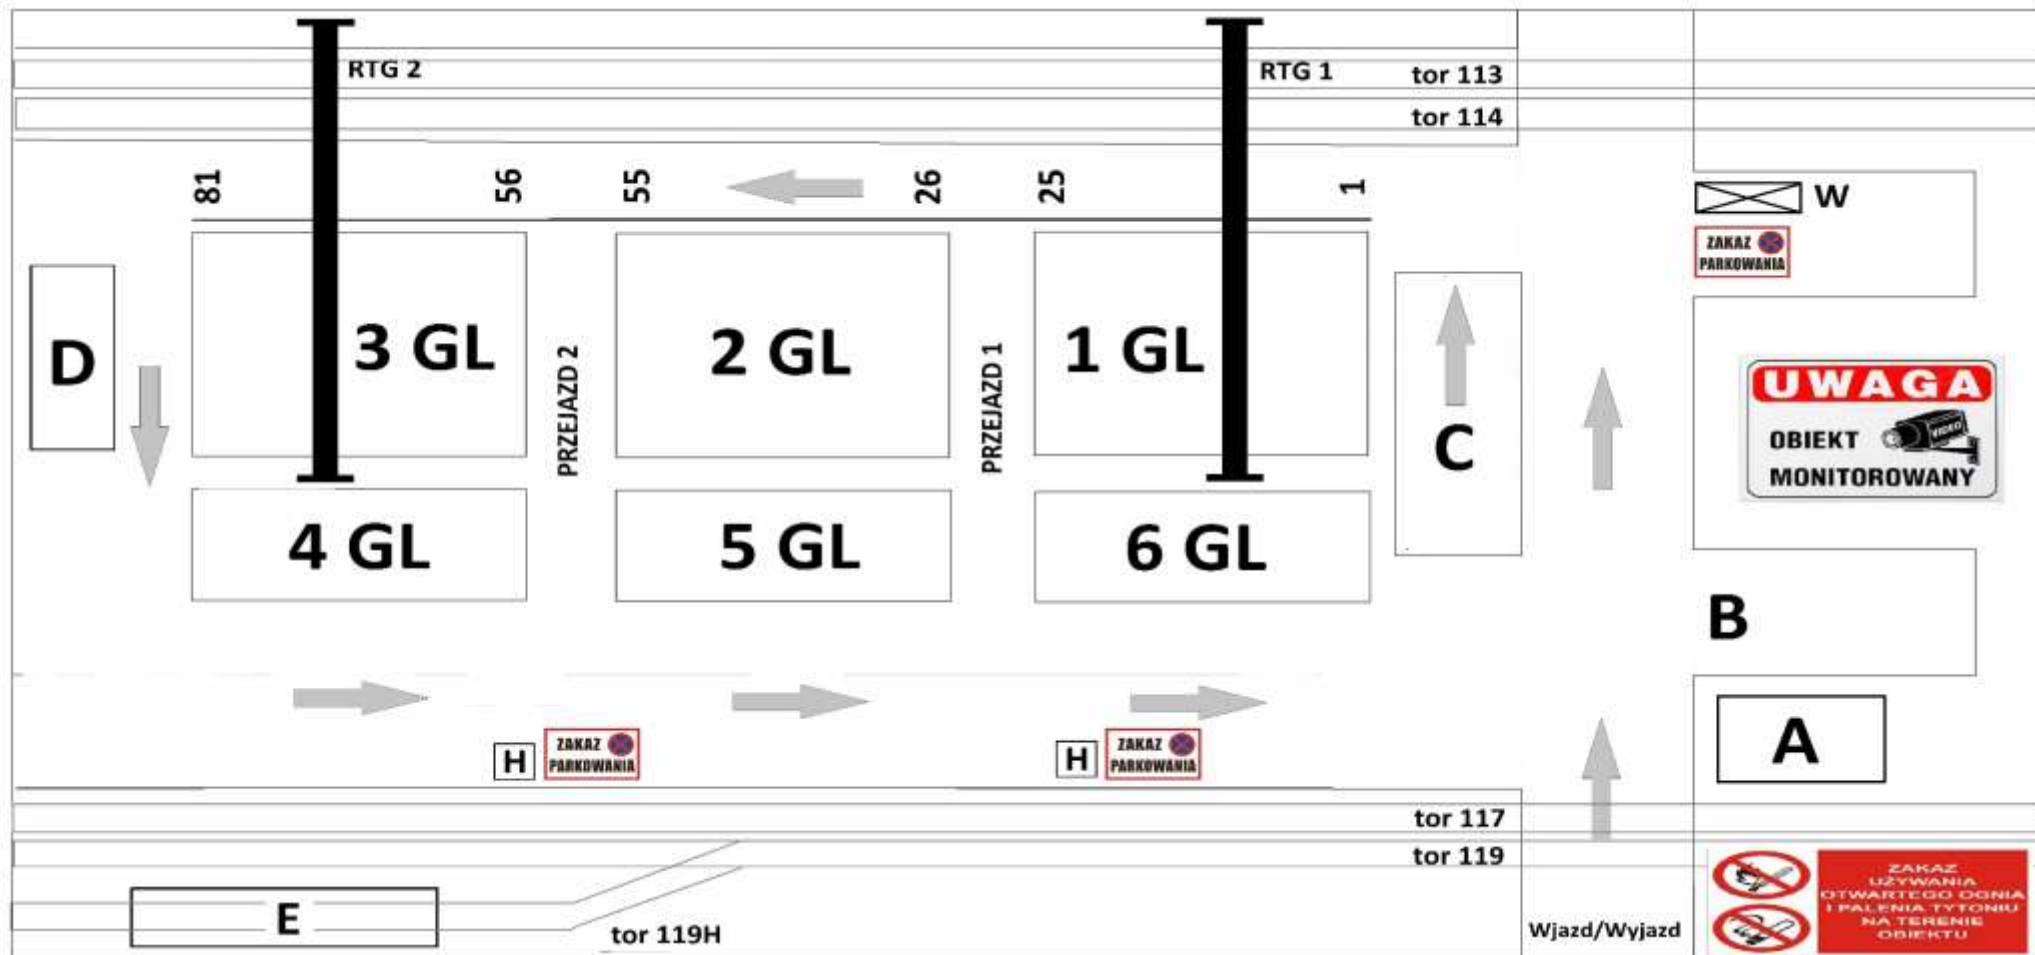 RTG 2
RTG 1
tor 113
tor 114
81
56
55
26
25
1
W
ZAKAZ
PARKOWANIA
D
3 GL
PRZEJAZD 2
2 GL
PRZEJAZD 1
1 GL
C
UWAGA
OBIEKT
VIDEO
MONITOROWANY
4 GL
5 GL
6 GL
B
A
H
ZAKAZ
PARKOWANIA
H
ZAKAZ
PARKOWANIA
tor 117
tor 119
E
tor 119H
Wjazd/Wyjazd
ZAKAZ
UŻYWANIA
OTWARTEGO OGNIA
I PALENIA TYTONIU
NA TERENIE
OBIEKTU